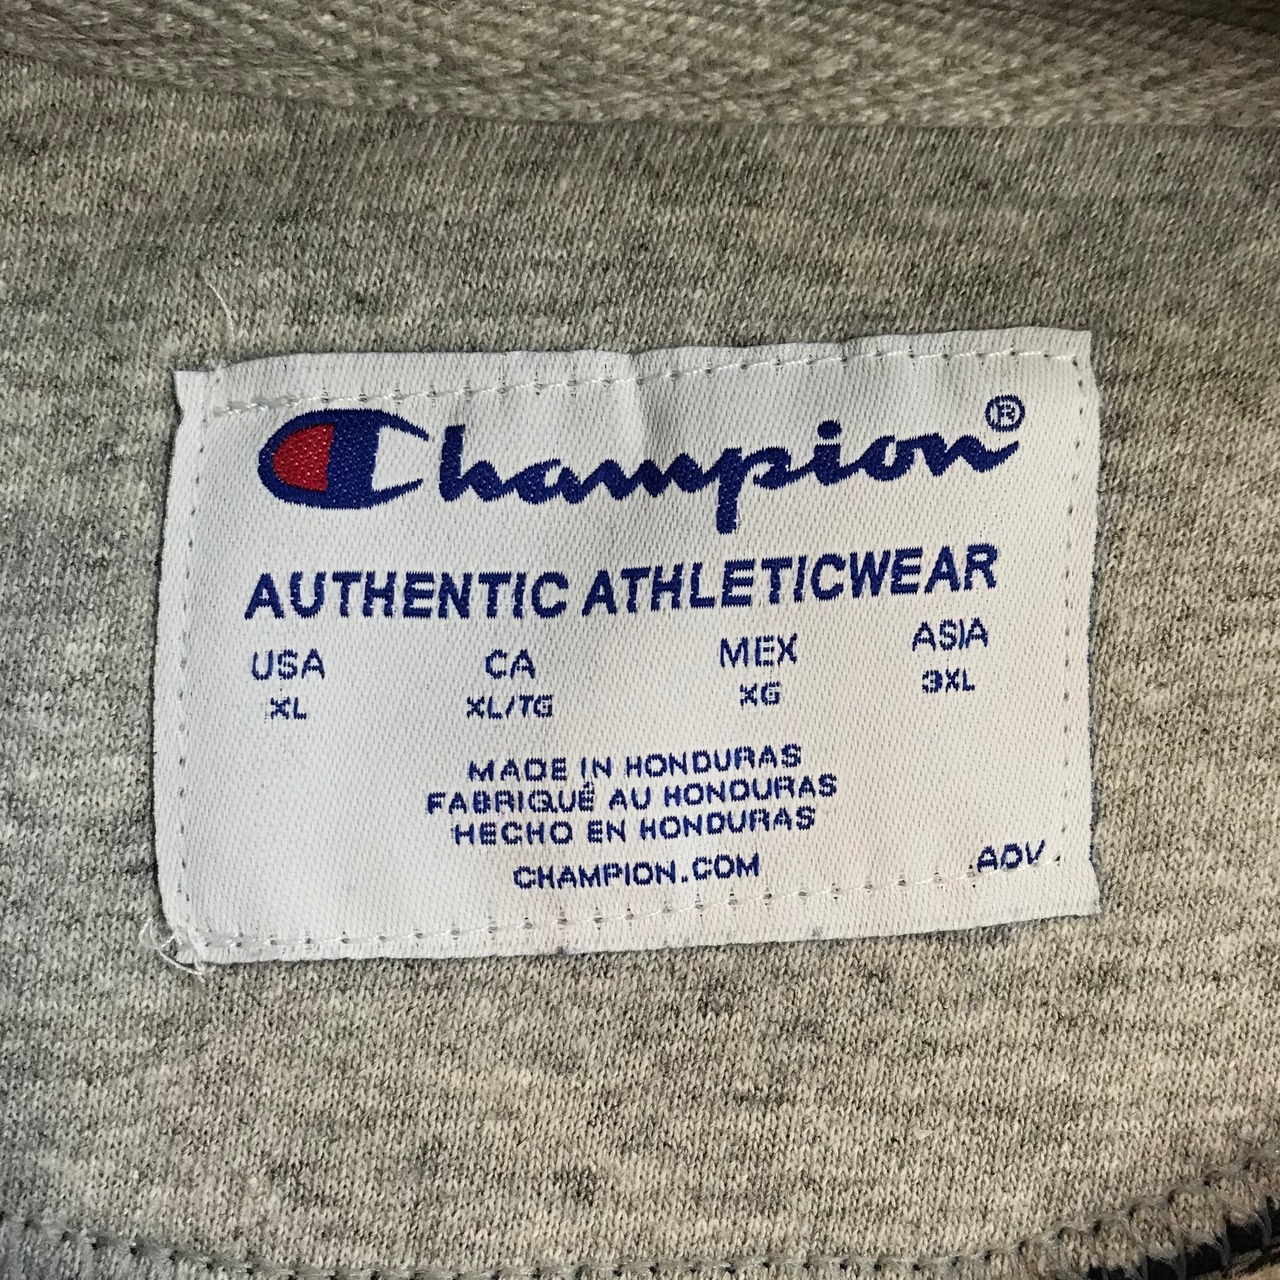 Champion®
AUTHENTIC ATHLETICWEAR
USA CA MEX ASIA
XL XL/TG XG 3XL
MADE IN HONDURAS
FABRIQUÉ AU HONDURAS
HECHO EN HONDURAS
CHAMPION.COM
ADV